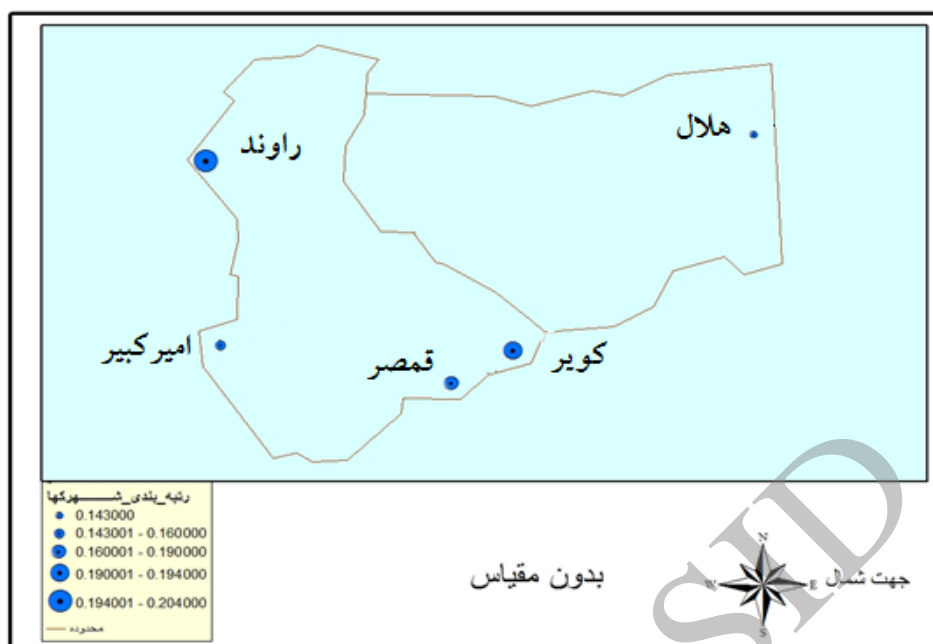 هلال
راوند
امیرکبیر
قمصر
کویر
رتبه_بندی_شـــــهرکها
0.143000
0.143001 - 0.160000
0.160001 - 0.190000
0.190001 - 0.194000
0.194001 - 0.204000
محدوده
بدون مقیاس
N
W
E
S
جهت شمال
SID